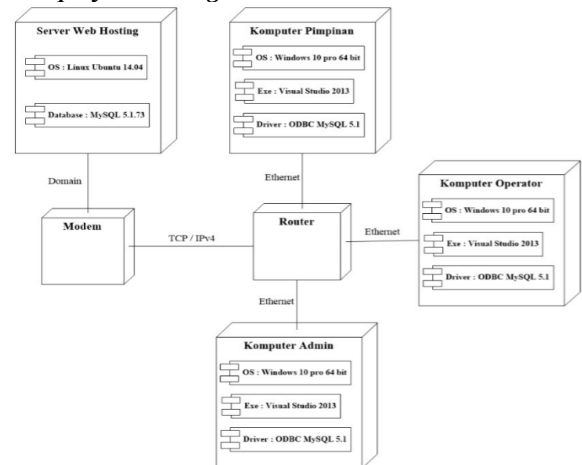 Server Web Hosting
OS : Linux Ubuntu 14.04
Database : MySQL 5.1.73
Komputer Pimpinan
OS : Windows 10 pro 64 bit
Exe : Visual Studio 2013
Driver : ODBC MySQL 5.1
Domain
Ethernet
Komputer Operator
OS : Windows 10 pro 64 bit
Exe : Visual Studio 2013
Driver : ODBC MySQL 5.1
Modem
TCP / IPv4
Router
Ethernet
Ethernet
Komputer Admin
OS : Windows 10 pro 64 bit
Exe : Visual Studio 2013
Driver : ODBC MySQL 5.1